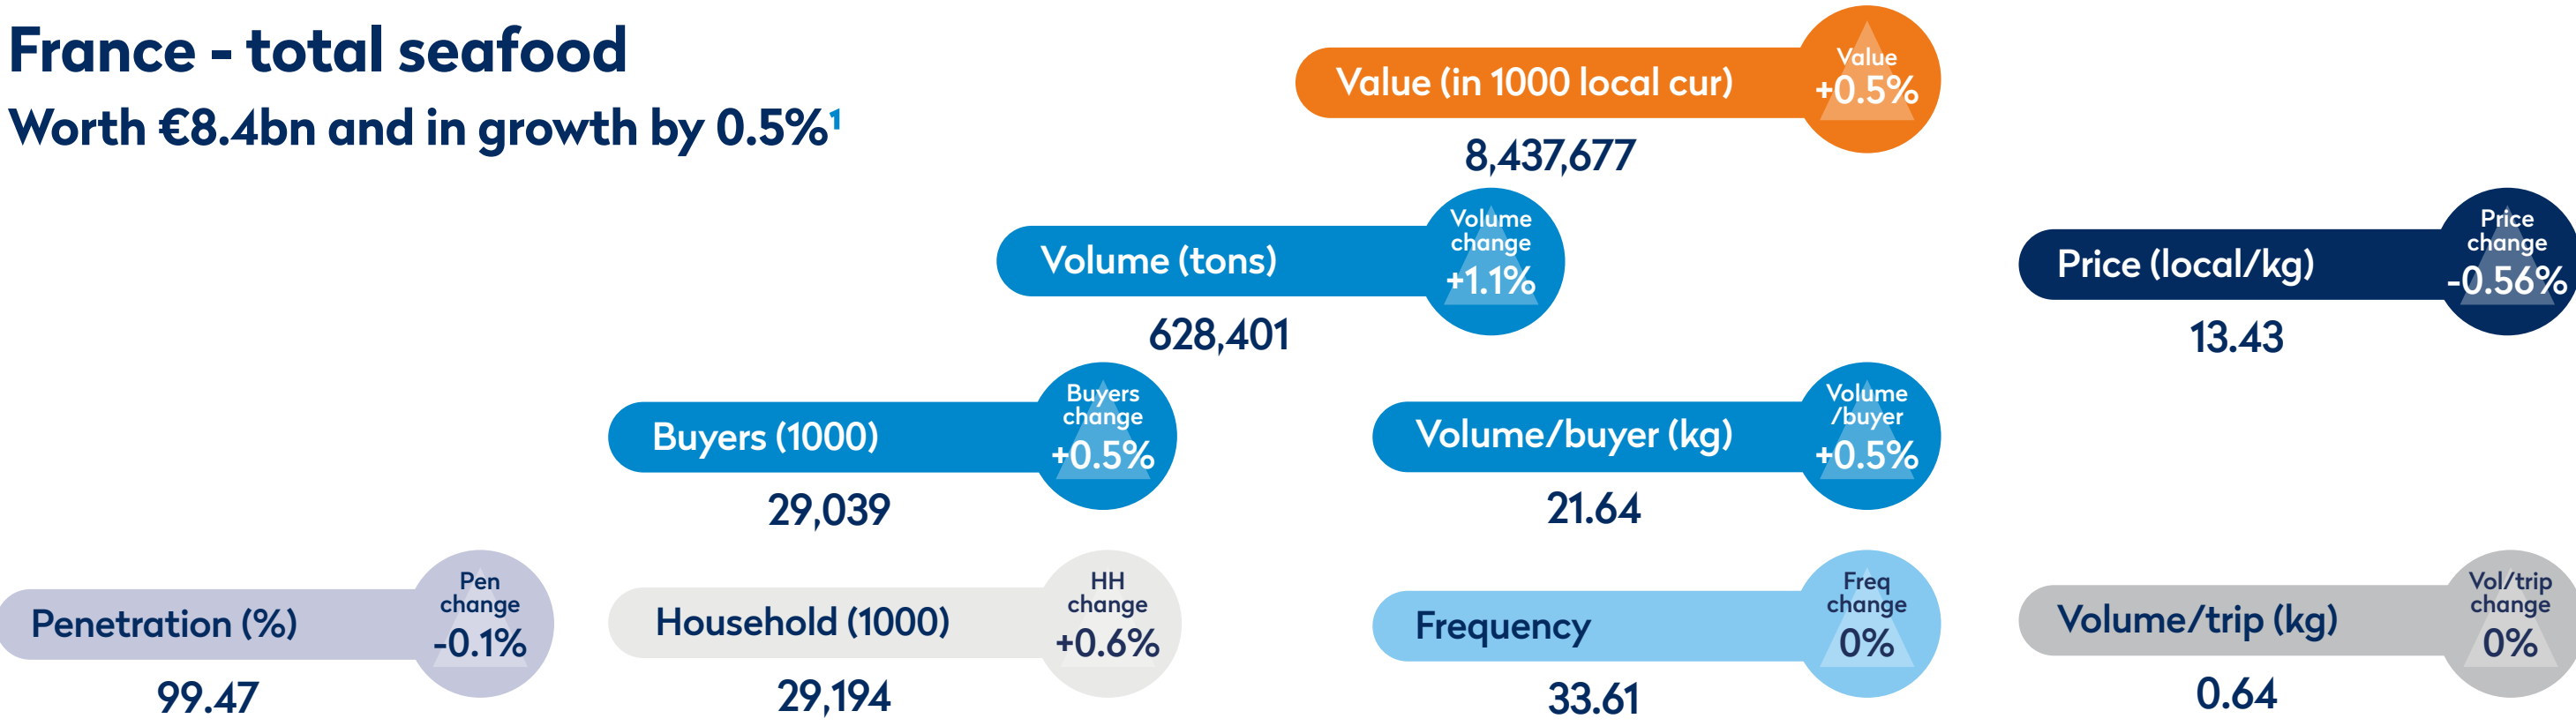 France - total seafood
Worth €8.4bn and in growth by 0.5%¹
Value (in 1000 local cur)
Value
+0.5%
8,437,677
Volume (tons)
Volume
change
+1.1%
628,401
Price (local/kg)
Price
change
-0.56%
13.43
Buyers (1000)
Buyers
change
+0.5%
29,039
Volume/buyer (kg)
Volume
/buyer
+0.5%
21.64
Penetration (%)
Pen
change
-0.1%
99.47
Household (1000)
HH
change
+0.6%
29,194
Frequency
Freq
change
0%
33.61
Volume/trip (kg)
Vol/trip
change
0%
0.64